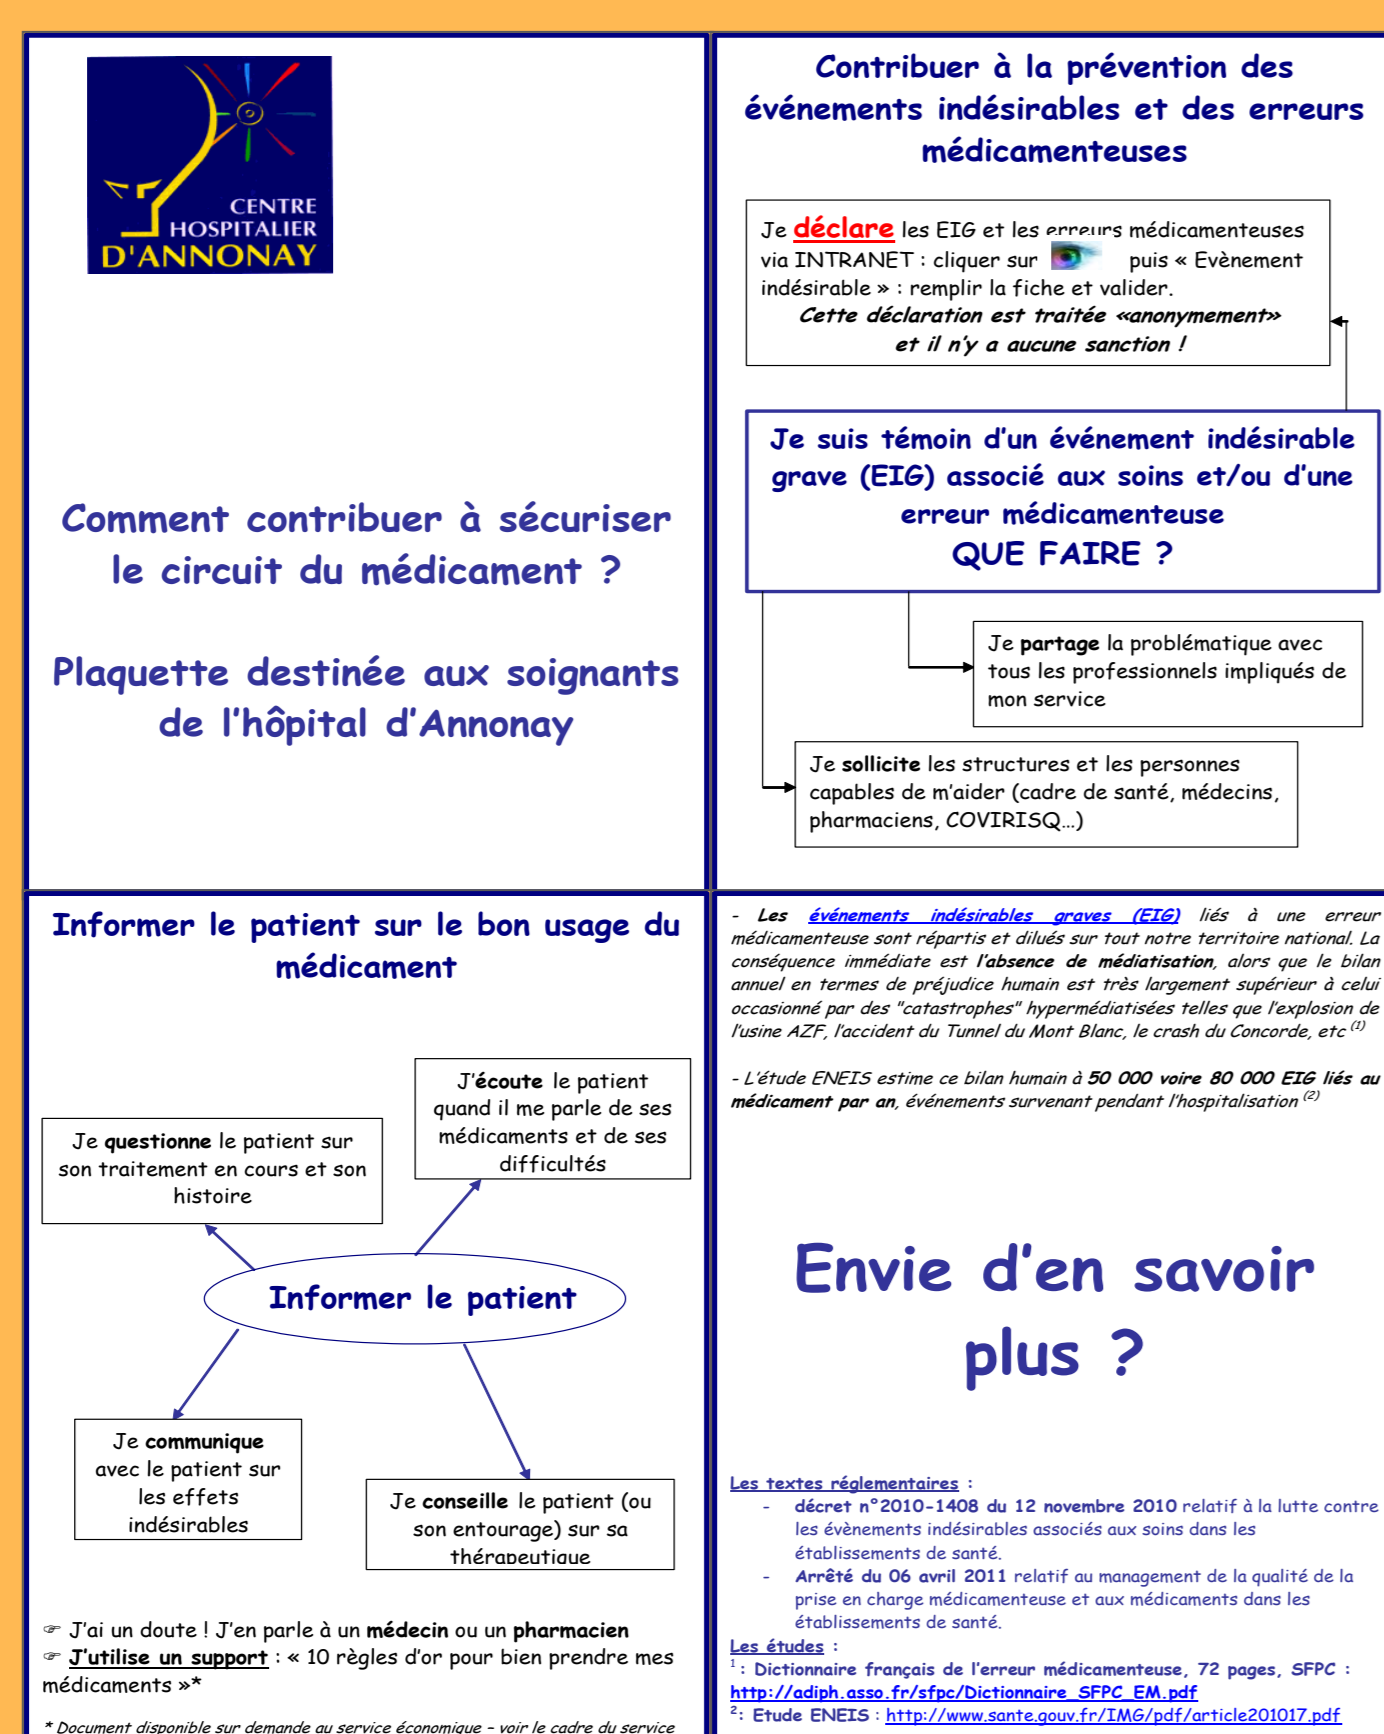 CENTRE
HOSPITALIER
D'ANNONAY
Comment contribuer à sécuriser
le circuit du médicament ?
Plaquette destinée aux soignants
de l'hôpital d'Annonay
Contribuer à la prévention des
événements indésirables et des erreurs
médicamenteuses
Je déclare les EIG et les erreurs médicamenteuses
via INTRANET : cliquer sur puis « Evènement
indésirable » : remplir la fiche et valider.
Cette déclaration est traitée «anonymement»
et il n'y a aucune sanction !
Je suis témoin d'un événement indésirable
grave (EIG) associé aux soins et/ou d'une
erreur médicamenteuse
QUE FAIRE ?
Je partage la problématique avec
tous les professionnels impliqués de
mon service
Je sollicite les structures et les personnes
capables de m'aider (cadre de santé, médecins,
pharmaciens, COVIRISQ…)
Informer le patient sur le bon usage du
médicament
J'écoute le patient
quand il me parle de ses
médicaments et de ses
difficultés
Je questionne le patient sur
son traitement en cours et son
histoire
Informer le patient
Je communique
avec le patient sur
les effets
indésirables
Je conseille le patient (ou
son entourage) sur sa
thérapeutique
☞ J'ai un doute ! J'en parle à un médecin ou un pharmacien
☞ J'utilise un support : « 10 règles d'or pour bien prendre mes
médicaments »*
* Document disponible sur demande au service économique – voir le cadre du service
- Les événements indésirables graves (EIG) liés à une erreur
médicamenteuse sont répartis et dilués sur tout notre territoire national. La
conséquence immédiate est l'absence de médiatisation, alors que le bilan
annuel en termes de préjudice humain est très largement supérieur à celui
occasionné par des "catastrophes" hypermédiatisées telles que l'explosion de
l'usine AZF, l'accident du Tunnel du Mont Blanc, le crash du Concorde, etc (1)
- L'étude ENEIS estime ce bilan humain à 50 000 voire 80 000 EIG liés au
médicament par an, événements survenant pendant l'hospitalisation (2)
Envie d'en savoir
plus ?
Les textes réglementaires :
- décret n°2010-1408 du 12 novembre 2010 relatif à la lutte contre
les évènements indésirables associés aux soins dans les
établissements de santé.
- Arrêté du 06 avril 2011 relatif au management de la qualité de la
prise en charge médicamenteuse et aux médicaments dans les
établissements de santé.
Les études :
1 : Dictionnaire français de l'erreur médicamenteuse, 72 pages, SFPC :
http://adiph.asso.fr/sfpc/Dictionnaire_SFPC_EM.pdf
2: Etude ENEIS : http://www.sante.gouv.fr/IMG/pdf/article201017.pdf